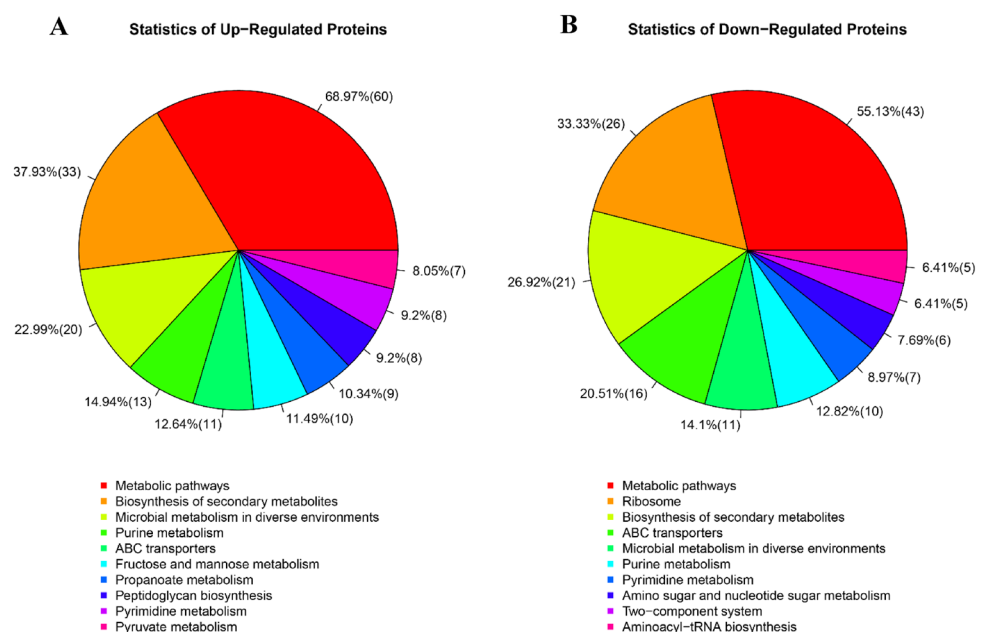 A
Statistics of Up−Regulated Proteins
68.97%(60)
37.93%(33)
22.99%(20)
14.94%(13)
12.64%(11)
11.49%(10)
10.34%(9)
9.2%(8)
9.2%(8)
8.05%(7)
Metabolic pathways
Biosynthesis of secondary metabolites
Microbial metabolism in diverse environments
Purine metabolism
ABC transporters
Fructose and mannose metabolism
Propanoate metabolism
Peptidoglycan biosynthesis
Pyrimidine metabolism
Pyruvate metabolism
B
Statistics of Down−Regulated Proteins
55.13%(43)
33.33%(26)
26.92%(21)
20.51%(16)
14.1%(11)
12.82%(10)
8.97%(7)
7.69%(6)
6.41%(5)
6.41%(5)
Metabolic pathways
Ribosome
Biosynthesis of secondary metabolites
ABC transporters
Microbial metabolism in diverse environments
Purine metabolism
Pyrimidine metabolism
Amino sugar and nucleotide sugar metabolism
Two−component system
Aminoacyl−tRNA biosynthesis